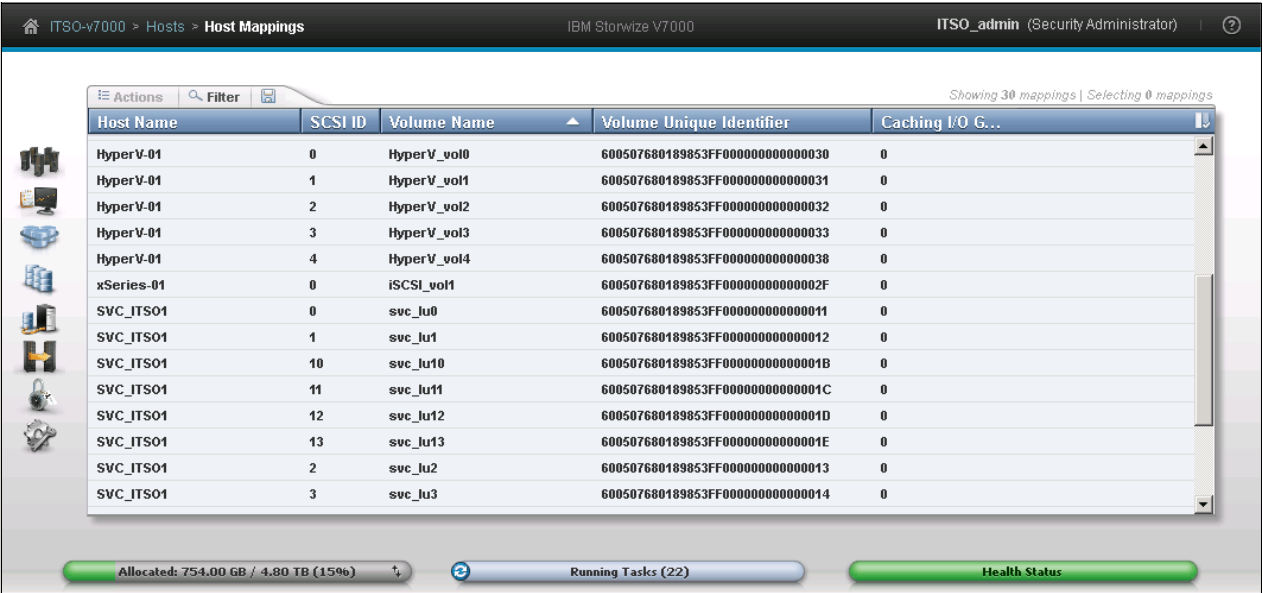 ITSO-v7000 > Hosts > Host Mappings IBM Storwize V7000 ITSO_admin (Security Administrator) | ?
Actions Filter Showing 30 mappings | Selecting 0 mappings
Host Name SCSI ID Volume Name Volume Unique Identifier Caching I/O G...
HyperV-01 0 HyperV_vol0 600507680189853FF000000000000030 0
HyperV-01 1 HyperV_vol1 600507680189853FF000000000000031 0
HyperV-01 2 HyperV_vol2 600507680189853FF000000000000032 0
HyperV-01 3 HyperV_vol3 600507680189853FF000000000000033 0
HyperV-01 4 HyperV_vol4 600507680189853FF000000000000038 0
xSeries-01 0 iSCSI_vol1 600507680189853FF00000000000002F 0
SVC_ITSO1 0 svc_lu0 600507680189853FF000000000000011 0
SVC_ITSO1 1 svc_lu1 600507680189853FF000000000000012 0
SVC_ITSO1 10 svc_lu10 600507680189853FF00000000000001B 0
SVC_ITSO1 11 svc_lu11 600507680189853FF00000000000001C 0
SVC_ITSO1 12 svc_lu12 600507680189853FF00000000000001D 0
SVC_ITSO1 13 svc_lu13 600507680189853FF00000000000001E 0
SVC_ITSO1 2 svc_lu2 600507680189853FF000000000000013 0
SVC_ITSO1 3 svc_lu3 600507680189853FF000000000000014 0
Allocated: 754.00 GB / 4.80 TB (15%) Running Tasks (22) Health Status